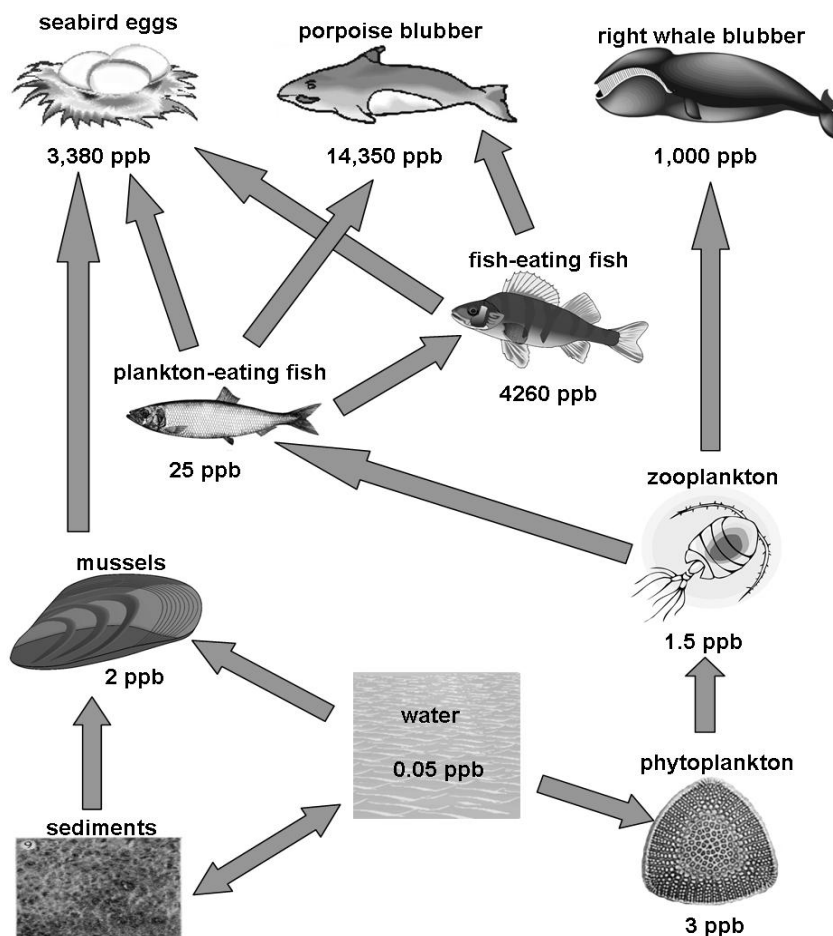 seabird eggs
porpoise blubber
right whale blubber
3,380 ppb
14,350 ppb
1,000 ppb
fish-eating fish
4260 ppb
plankton-eating fish
25 ppb
zooplankton
1.5 ppb
mussels
2 ppb
water
0.05 ppb
phytoplankton
3 ppb
sediments